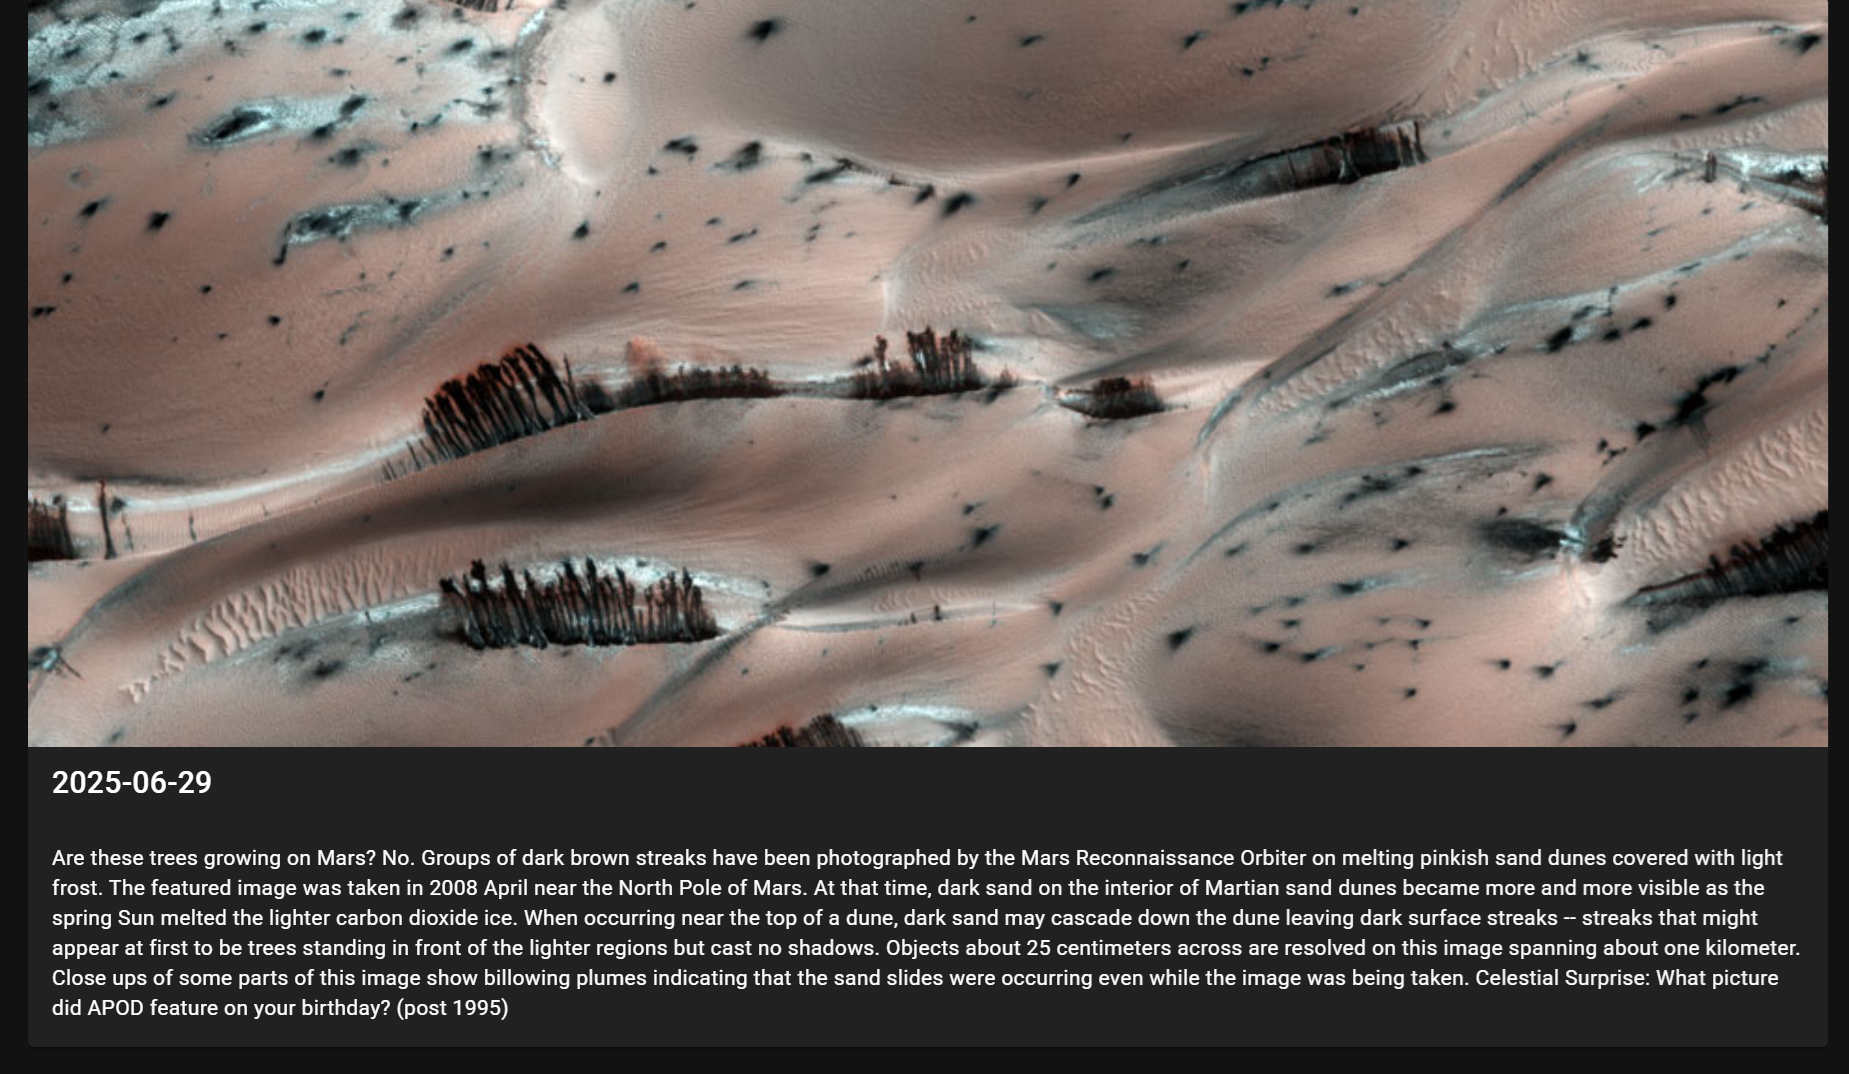 2025-06-29
Are these trees growing on Mars? No. Groups of dark brown streaks have been photographed by the Mars Reconnaissance Orbiter on melting pinkish sand dunes covered with light
frost. The featured image was taken in 2008 April near the North Pole of Mars. At that time, dark sand on the interior of Martian sand dunes became more and more visible as the
spring Sun melted the lighter carbon dioxide ice. When occurring near the top of a dune, dark sand may cascade down the dune leaving dark surface streaks -- streaks that might
appear at first to be trees standing in front of the lighter regions but cast no shadows. Objects about 25 centimeters across are resolved on this image spanning about one kilometer.
Close ups of some parts of this image show billowing plumes indicating that the sand slides were occurring even while the image was being taken. Celestial Surprise: What picture
did APOD feature on your birthday? (post 1995)